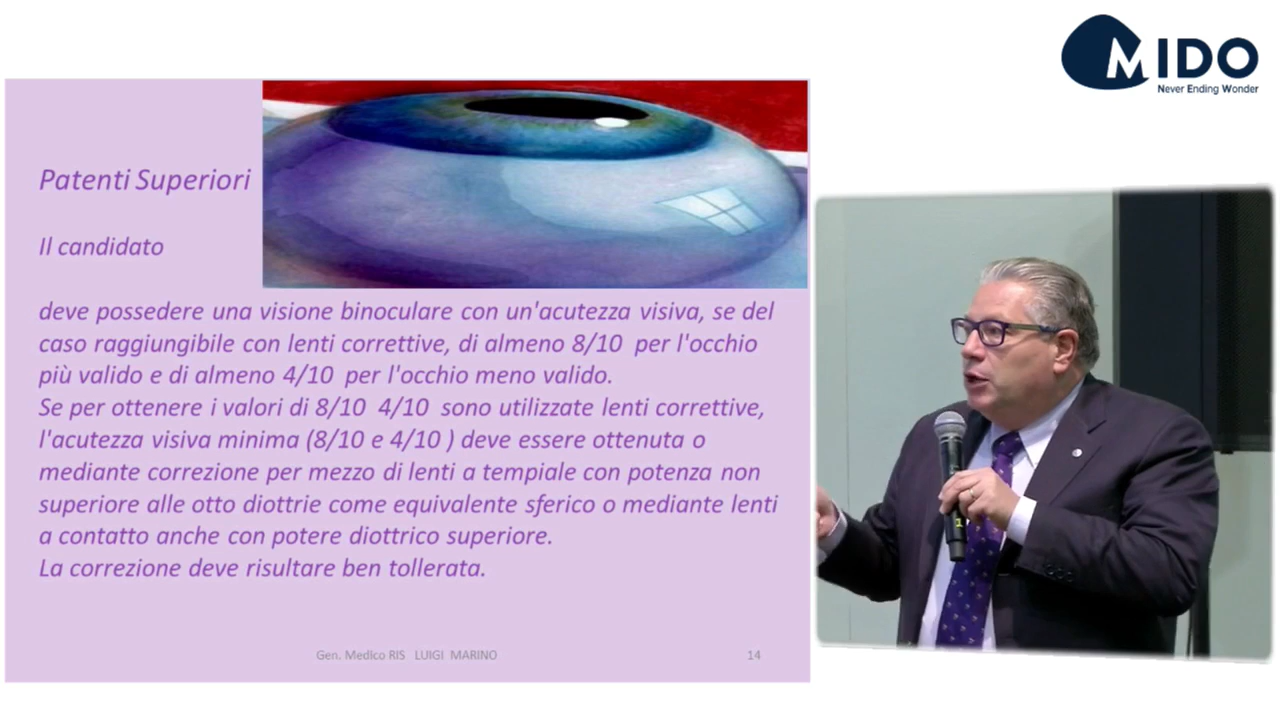 MIDO
Never Ending Wonder
Patenti Superiori
Il candidato
deve possedere una visione binoculare con un'acutezza visiva, se del
caso raggiungibile con lenti correttive, di almeno 8/10 per l'occhio
più valido e di almeno 4/10 per l'occhio meno valido.
Se per ottenere i valori di 8/10 4/10 sono utilizzate lenti correttive,
l'acutezza visiva minima (8/10 e 4/10 ) deve essere ottenuta o
mediante correzione per mezzo di lenti a tempiale con potenza non
superiore alle otto diottrie come equivalente sferico o mediante lenti
a contatto anche con potere diottrico superiore.
La correzione deve risultare ben tollerata.
Gen. Medico RIS LUIGI MARINO
14
1